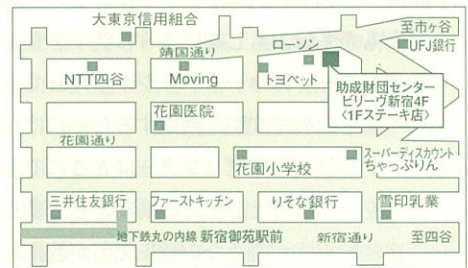 大東京信用組合
至市ヶ谷
UFJ銀行
靖国通り
ローソン
NTT四谷
Moving
トヨペット
助成財団センター
ビリーヴ新宿4F
〈1Fステーキ店〉
花園医院
花園通り
花園小学校
スーパーディスカウント
ちゃっぷりん
三井住友銀行
ファーストキッチン
りそな銀行
雪印乳業
地下鉄丸の内線 新宿御苑駅前
新宿通り
至四谷